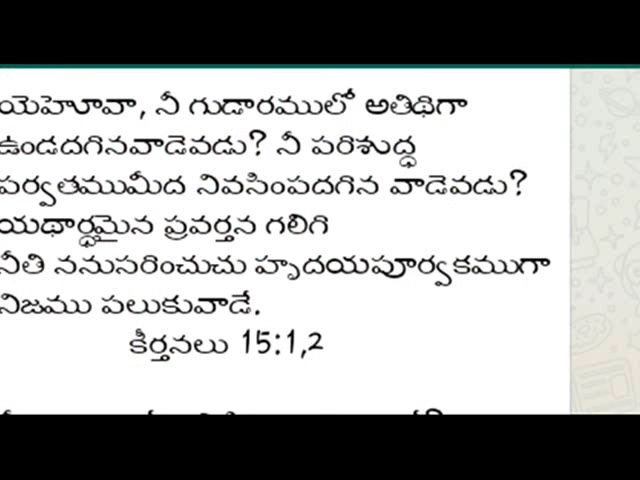 యెహోవా, నీ గుడారములో అతిథిగా
ఉండదగినవాడెవడు? నీ పరిశుద్ధ
పర్వతముమీద నివసింపదగిన వాడెవడు?
యథార్థమైన ప్రవర్తన గలిగి
నీతి ననుసరించుచు హృదయపూర్వకముగా
నిజము పలుకువాడే.
కీర్తనలు 15:1,2